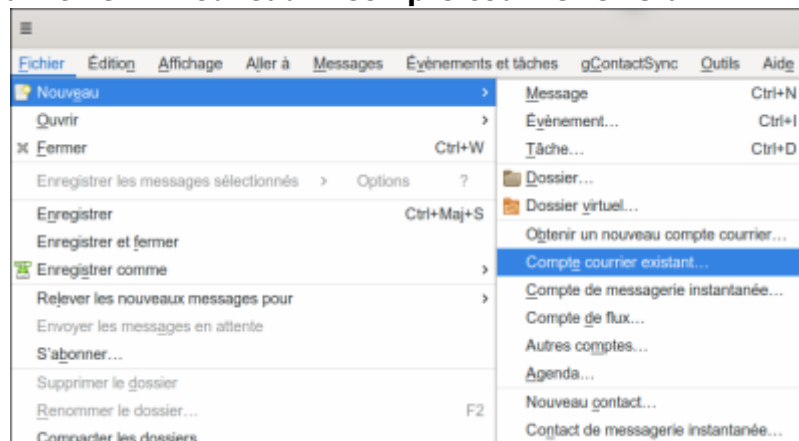 Fichier Édition Affichage Aller à Messages Évènements et tâches gContactSync Outils Aide
Nouveau >
Ouvrir >
Fermer Ctrl+W
Enregistrer les messages sélectionnés > Options ?
Enregistrer Ctrl+Maj+S
Enregistrer et fermer
Enregistrer comme >
Relever les nouveaux messages pour >
Envoyer les messages en attente
S'abonner…
Supprimer le dossier
Renommer le dossier… F2
Compacter les dossiers
Message Ctrl+N
Évènement… Ctrl+I
Tâche… Ctrl+D
Dossier…
Dossier virtuel…
Obtenir un nouveau compte courrier…
Compte courrier existant…
Compte de messagerie instantanée…
Compte de flux…
Autres comptes…
Agenda…
Nouveau contact…
Contact de messagerie instantanée…